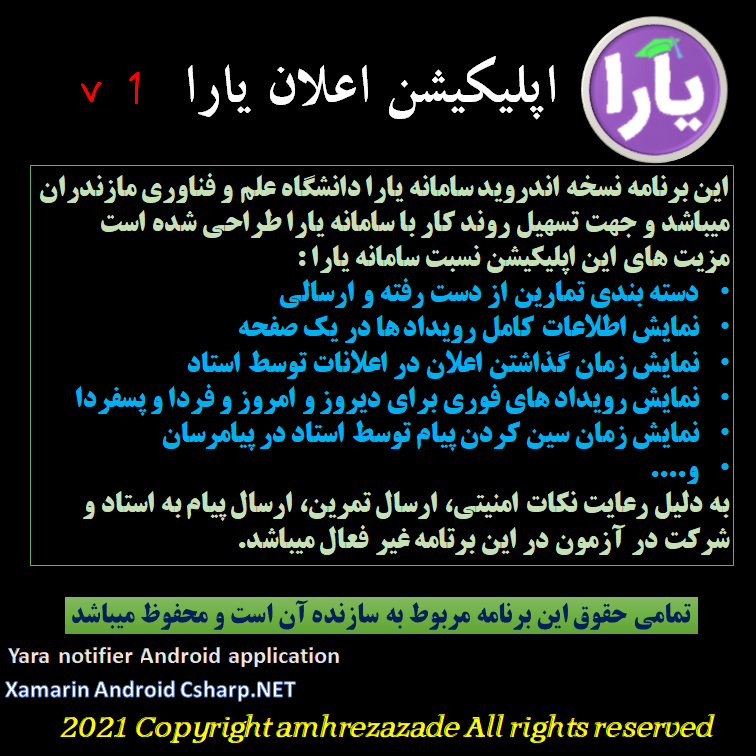 یارا
اپلیکیشن اعلان یارا v 1
این برنامه نسخه اندروید سامانه یارا دانشگاه علم و فناوری مازندران
میباشد و جهت تسهیل روند کار با سامانه یارا طراحی شده است
مزیت های این اپلیکیشن نسبت سامانه یارا :
• دسته بندی تمارین از دست رفته و ارسالی
• نمایش اطلاعات کامل رویداد ها در یک صفحه
• نمایش زمان گذاشتن اعلان در اعلانات توسط استاد
• نمایش رویداد های فوری برای دیروز و امروز و فردا و پسفردا
• نمایش زمان سین کردن پیام توسط استاد در پیامرسان
• و....
به دلیل رعایت نکات امنیتی، ارسال تمرین، ارسال پیام به استاد و
شرکت در آزمون در این برتامه غیر فعال میباشد.
تمامی حقوق این برنامه مربوط به سازنده آن است و محفوظ میباشد
Yara notifier Android application
Xamarin Android Csharp.NET
2021 Copyright amhrezazade All rights reserved